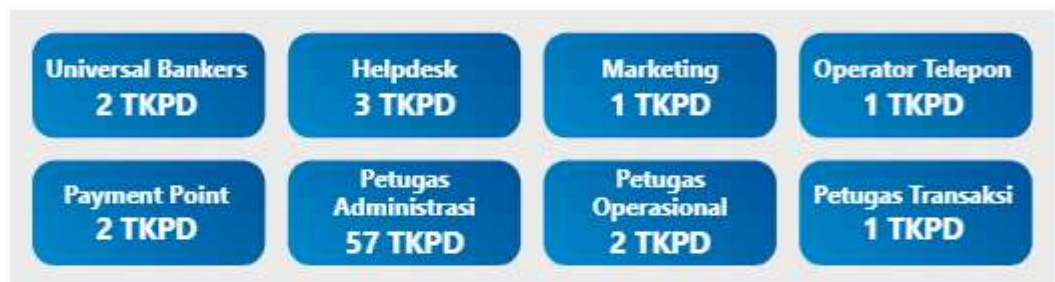 Universal Bankers
2 TKPD
Helpdesk
3 TKPD
Marketing
1 TKPD
Operator Telepon
1 TKPD
Payment Point
2 TKPD
Petugas
Administrasi
57 TKPD
Petugas
Operasional
2 TKPD
Petugas Transaksi
1 TKPD